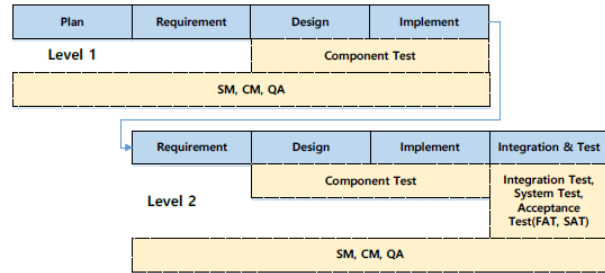 Plan Requirement Design Implement
Level 1
Component Test
SM, CM, QA
Requirement Design Implement Integration & Test
Level 2
Component Test
Integration Test,
System Test,
Acceptance
Test(FAT, SAT)
SM, CM, QA